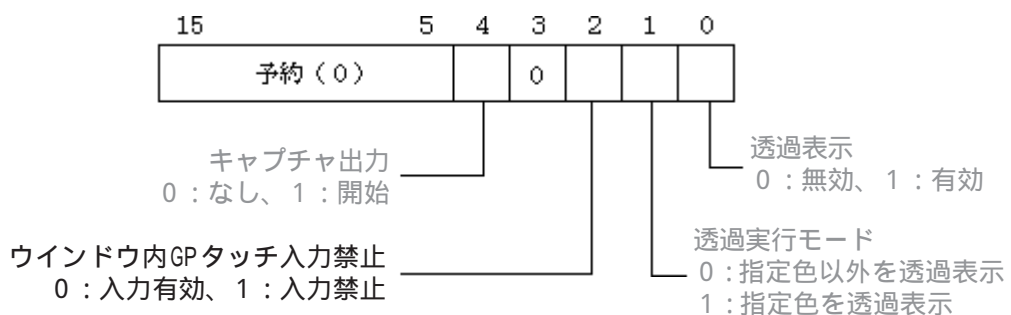 15 5 4 3 2 1 0
予約（0） 0
キャプチャ出力
0：なし、1：開始
透過表示
0：無効、1：有効
ウインドウ内GPタッチ入力禁止
0：入力有効、1：入力禁止
透過実行モード
0：指定色以外を透過表示
1：指定色を透過表示